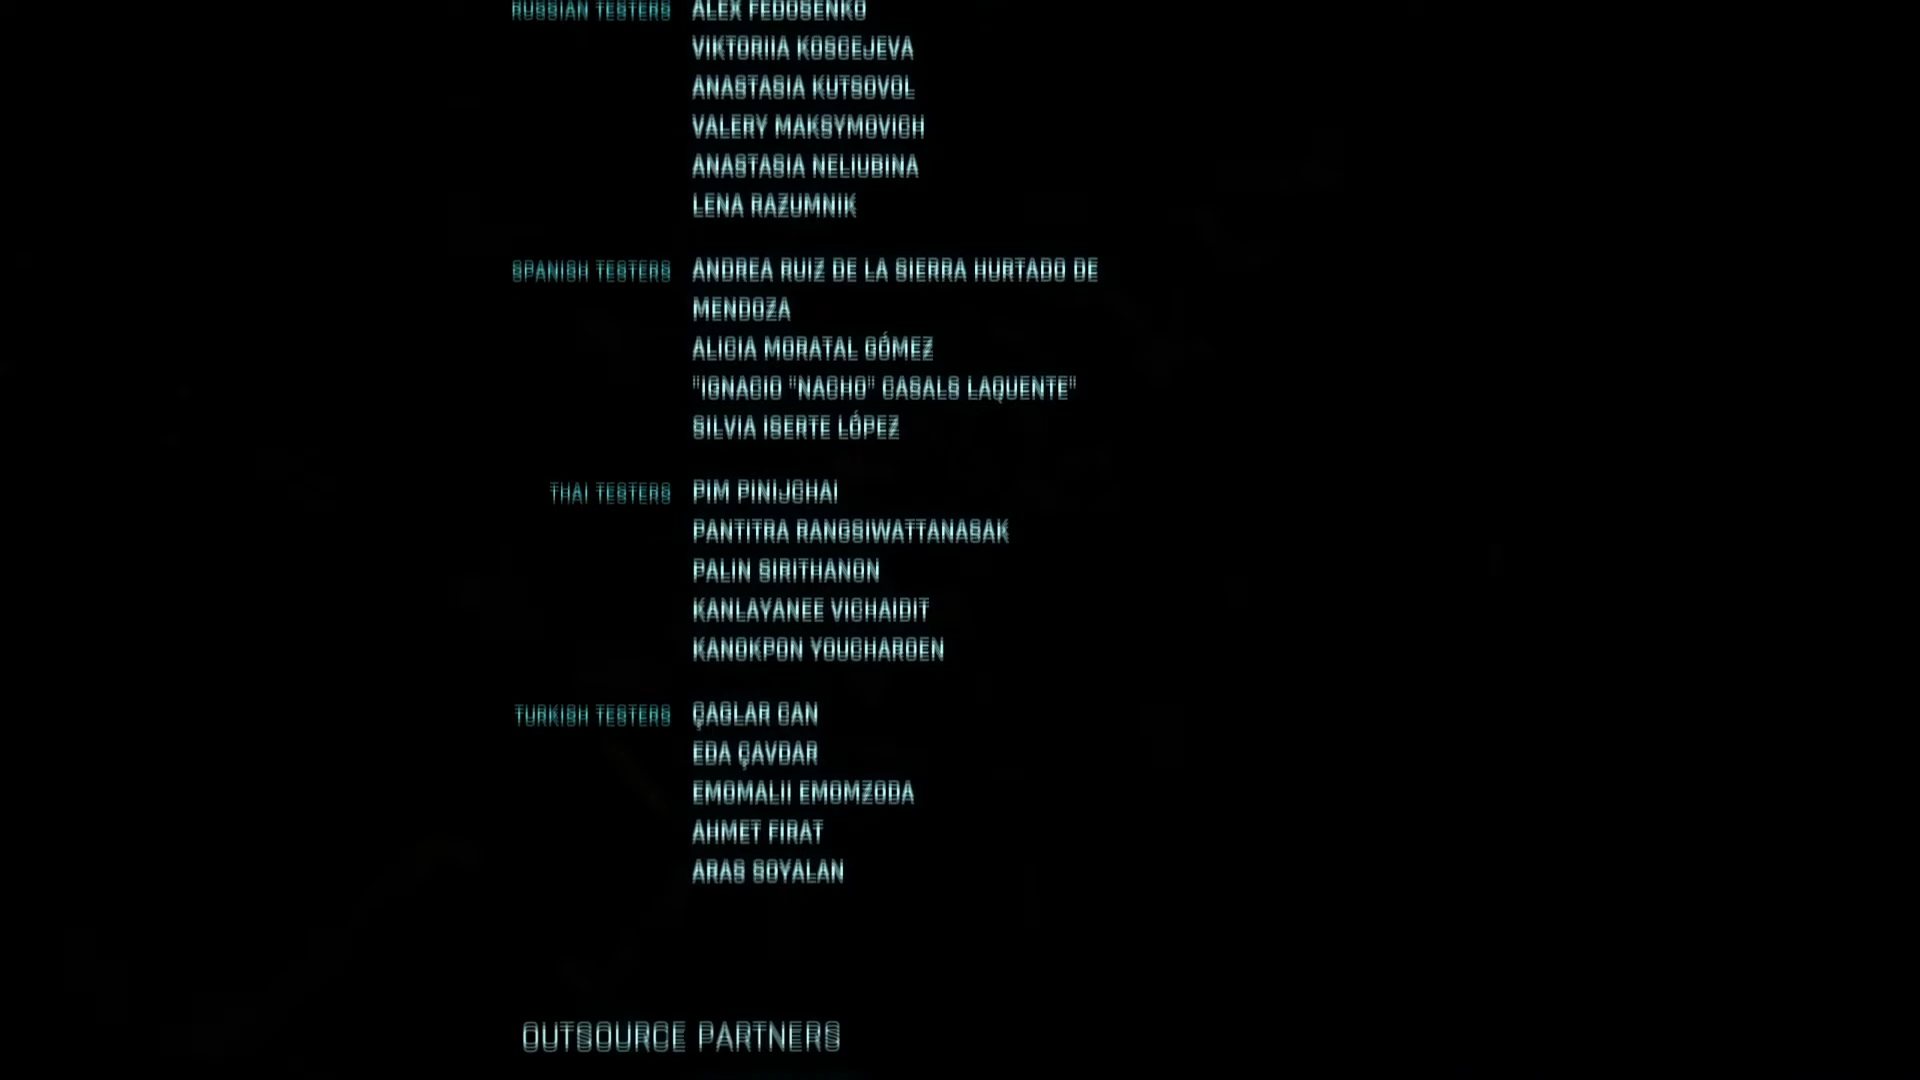 RUSSIAN TESTERS ALEX FEDOSENKO
VIKTORIIA KOSCEJEVA
ANASTASIA KUTSOVOL
VALERY MAKSYMOVICH
ANASTASIA NELIUBINA
LENA RAZUMNIK
SPANISH TESTERS ANDREA RUIZ DE LA SIERRA HURTADO DE
MENDOZA
ALICIA MORATAL GÓMEZ
"IGNACIO "NACHO" CASALS LAQUENTE"
SILVIA ISERTE LÓPEZ
THAI TESTERS PIM PINIJCHAI
PANTITRA RANGSIWATTANASAK
PALIN SIRITHANON
KANLAYANEE VICHAIDIT
KANOKPON YOUCHAROEN
TURKISH TESTERS ÇAGLAR CAN
EDA ÇAVDAR
EMOMALII EMOMZODA
AHMET FIRAT
ARAS SOYALAN
OUTSOURCE PARTNERS